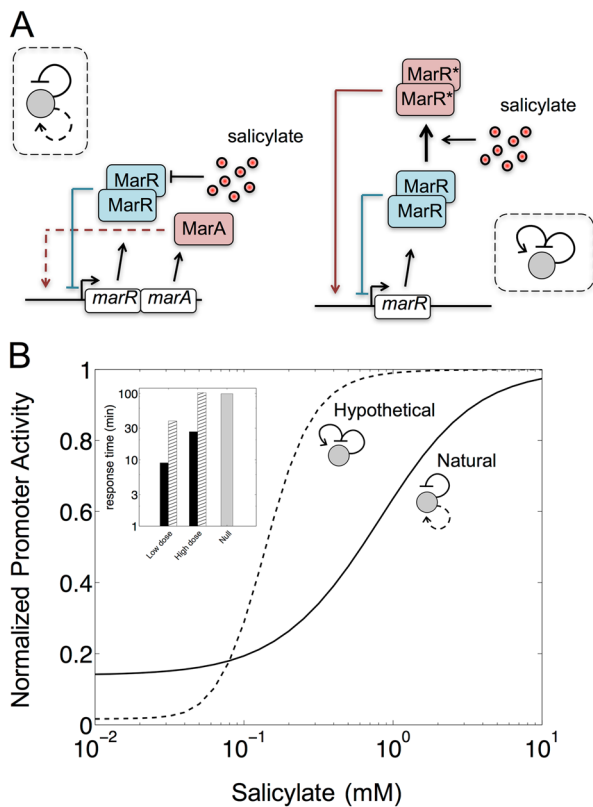 A
salicylate
MarR
MarR
MarA
marR
marA
MarR*
MarR*
salicylate
MarR
MarR
marR
B
Normalized Promoter Activity
1
0.8
0.6
0.4
0.2
0
10⁻²
10⁻¹
10⁰
10¹
Salicylate (mM)
Hypothetical
Natural
response time (min)
100
30
10
3
1
Low dose
High dose
Null